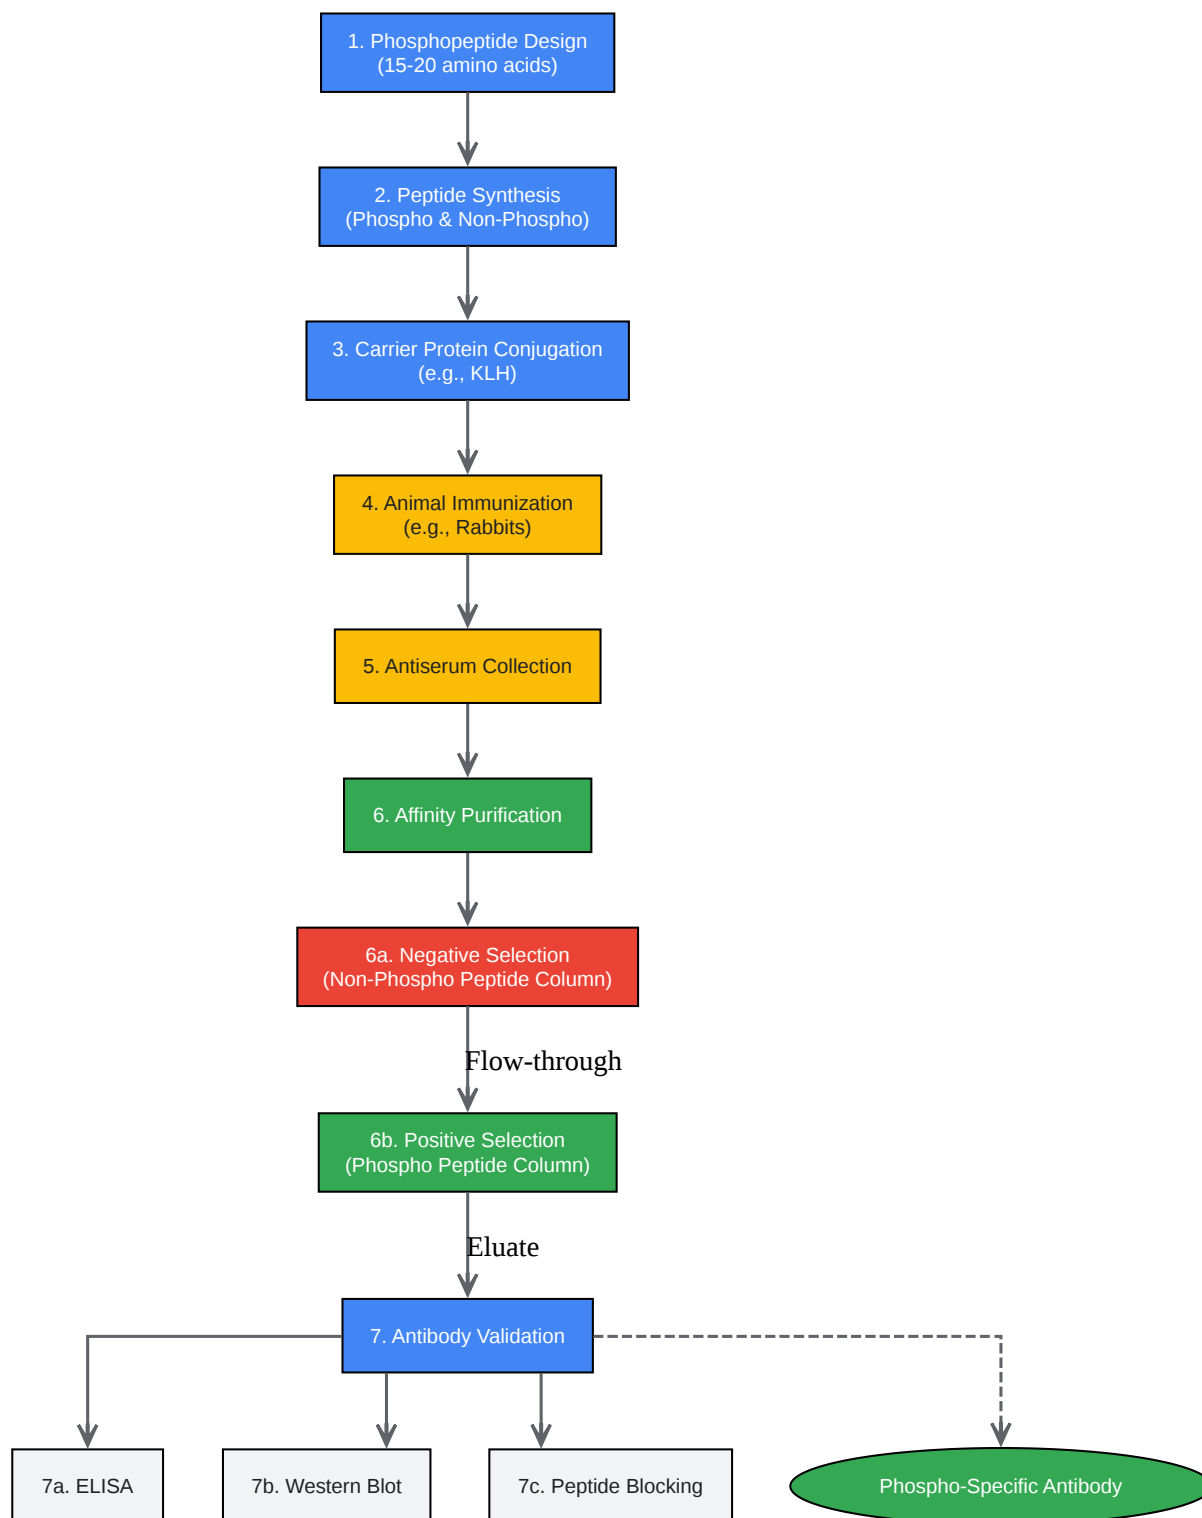 1. Phosphopeptide Design
(15-20 amino acids)
2. Peptide Synthesis
(Phospho & Non-Phospho)
3. Carrier Protein Conjugation
(e.g., KLH)
4. Animal Immunization
(e.g., Rabbits)
5. Antiserum Collection
6. Affinity Purification
6a. Negative Selection
(Non-Phospho Peptide Column)
Flow-through
6b. Positive Selection
(Phospho Peptide Column)
Eluate
7. Antibody Validation
7a. ELISA
7b. Western Blot
7c. Peptide Blocking
Phospho-Specific Antibody